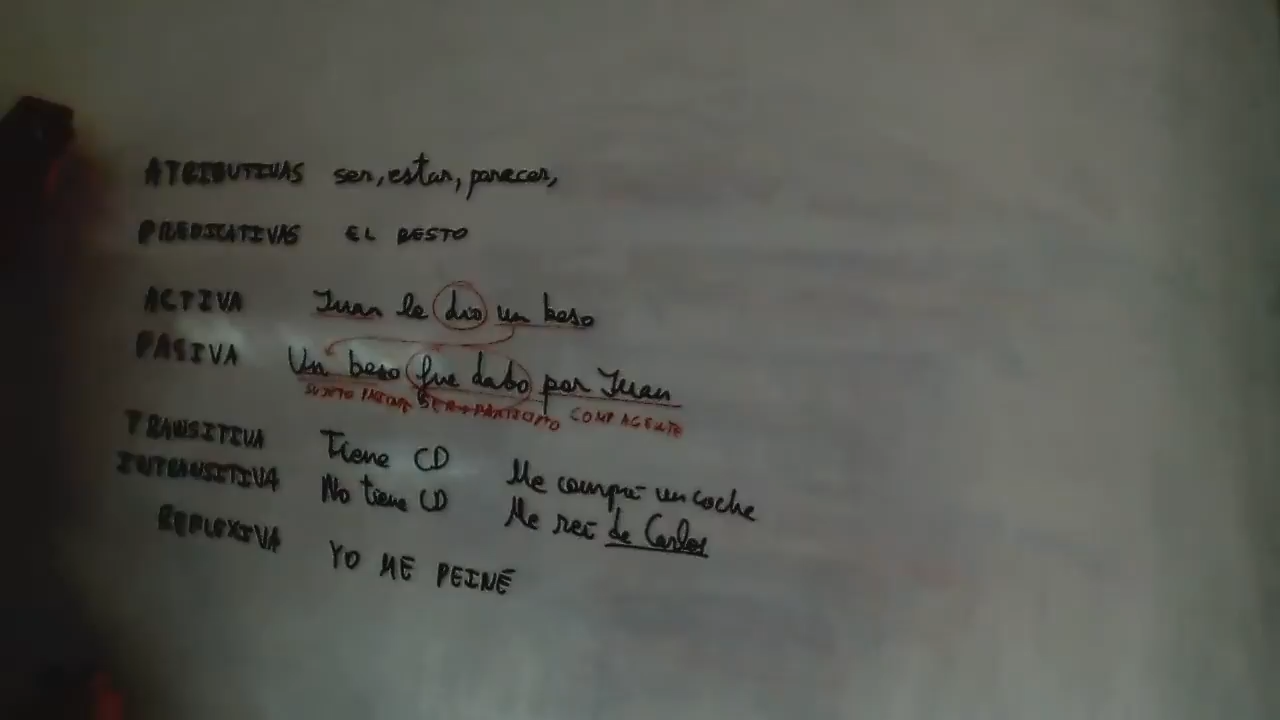 ATRIBUTIVAS ser, estar, parecer,
PREDICATIVAS EL RESTO
ACTIVA Juan le dio un beso
PASIVA Un beso fue dado por Juan
SUJETO PACIENTE SER + PARTICIPIO COMP AGENTE
TRANSITIVA Tiene CD Me compré un coche
INTRANSITIVA No tiene CD Me reí de Carlos
REFLEXIVA YO ME PEINÉ